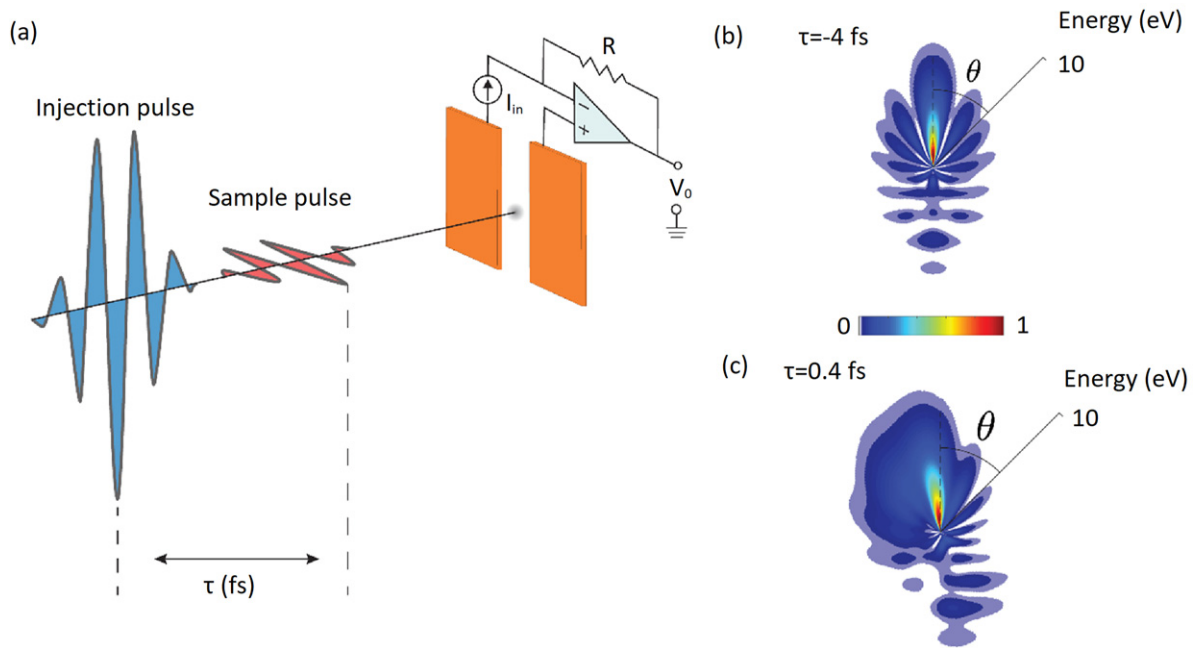 (a)
Injection pulse
Sample pulse
τ (fs)
R
I_in
−
+
V₀
(b)
τ=-4 fs
Energy (eV)
θ
10
0
1
(c)
τ=0.4 fs
Energy (eV)
θ
10